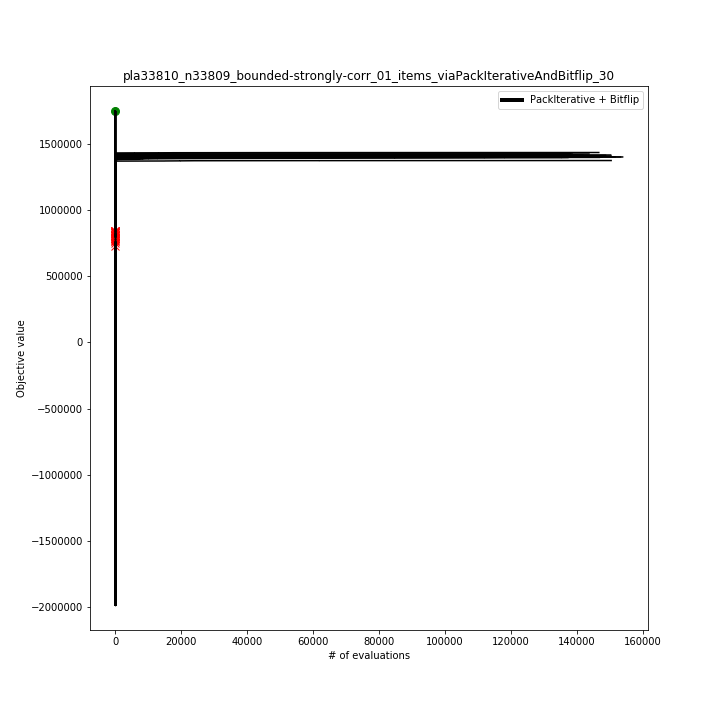 pla33810_n33809_bounded-strongly-corr_01_items_viaPackIterativeAndBitflip_30
PackIterative + Bitflip
1500000
1000000
500000
0
−500000
−1000000
−1500000
−2000000
Objective value
0 20000 40000 60000 80000 100000 120000 140000 160000
# of evaluations